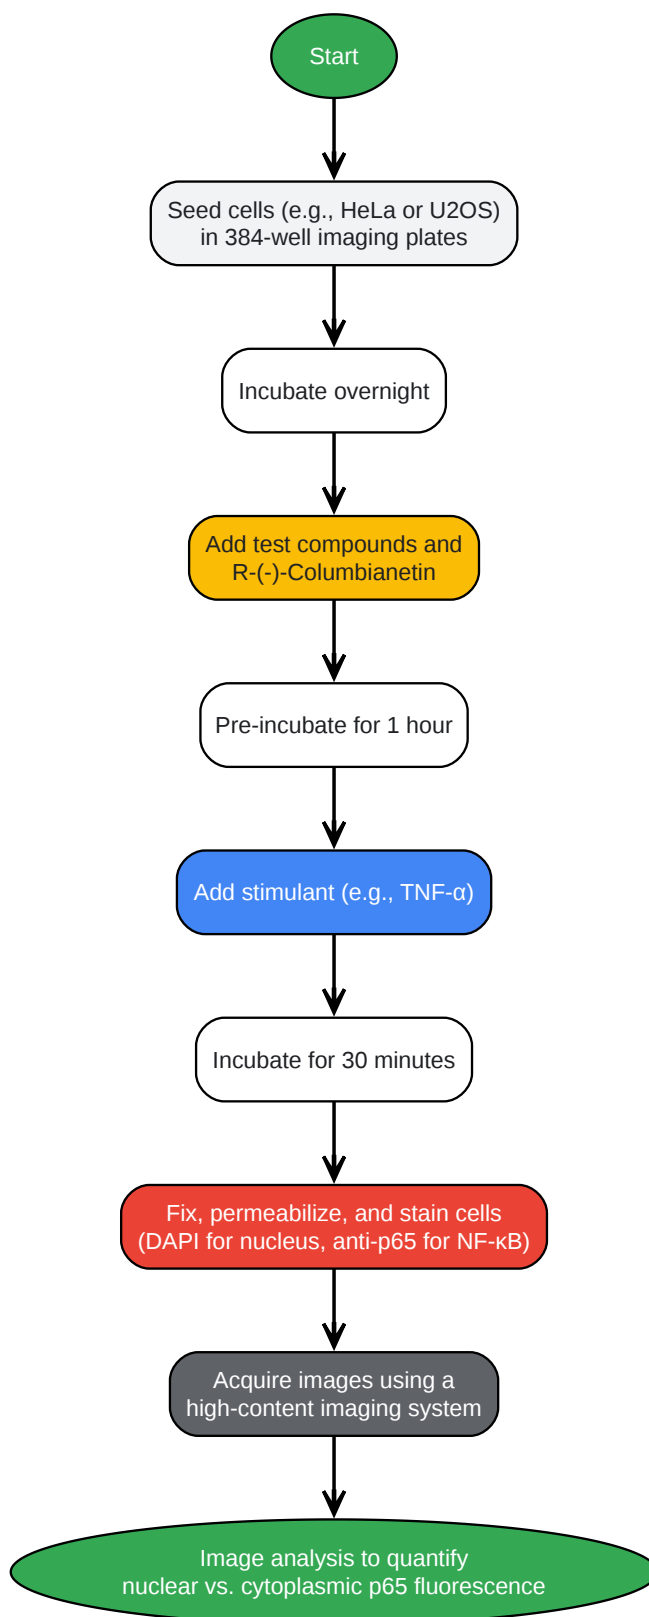 Start
Seed cells (e.g., HeLa or U2OS)
in 384-well imaging plates
Incubate overnight
Add test compounds and
R-(-)-Columbianetin
Pre-incubate for 1 hour
Add stimulant (e.g., TNF-α)
Incubate for 30 minutes
Fix, permeabilize, and stain cells
(DAPI for nucleus, anti-p65 for NF-κB)
Acquire images using a
high-content imaging system
Image analysis to quantify
nuclear vs. cytoplasmic p65 fluorescence